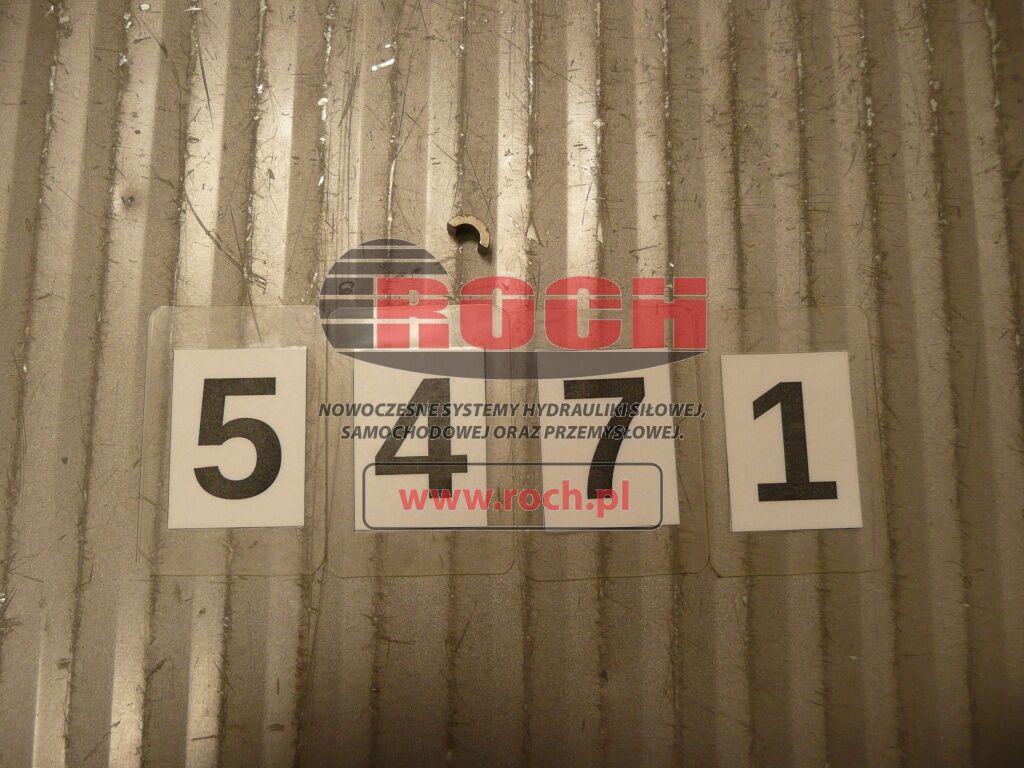 ROCH
5 4 7 1
NOWOCZESNE SYSTEMY HYDRAULIKI SIŁOWEJ,
SAMOCHODOWEJ ORAZ PRZEMYSŁOWEJ.
www.roch.pl